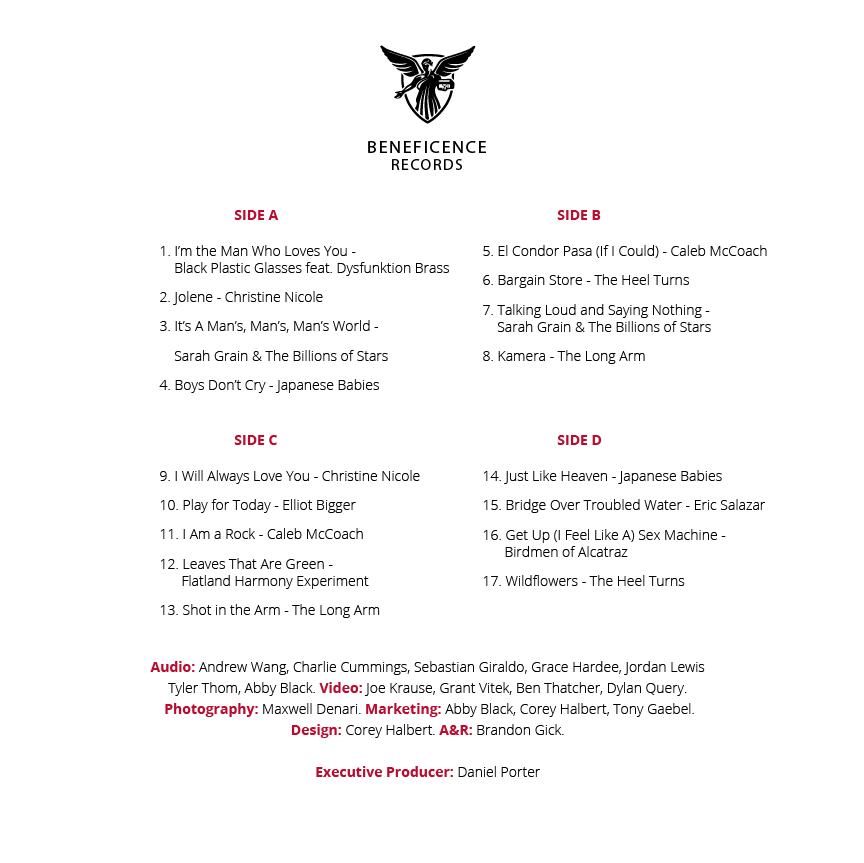 BENEFICENCE
RECORDS
SIDE A
1. I’m the Man Who Loves You -
Black Plastic Glasses feat. Dysfunktion Brass
2. Jolene - Christine Nicole
3. It’s A Man’s, Man’s, Man’s World -
Sarah Grain & The Billions of Stars
4. Boys Don’t Cry - Japanese Babies
SIDE B
5. El Condor Pasa (If I Could) - Caleb McCoach
6. Bargain Store - The Heel Turns
7. Talking Loud and Saying Nothing -
Sarah Grain & The Billions of Stars
8. Kamera - The Long Arm
SIDE C
9. I Will Always Love You - Christine Nicole
10. Play for Today - Elliot Bigger
11. I Am a Rock - Caleb McCoach
12. Leaves That Are Green -
Flatland Harmony Experiment
13. Shot in the Arm - The Long Arm
SIDE D
14. Just Like Heaven - Japanese Babies
15. Bridge Over Troubled Water - Eric Salazar
16. Get Up (I Feel Like A) Sex Machine -
Birdmen of Alcatraz
17. Wildflowers - The Heel Turns
Audio: Andrew Wang, Charlie Cummings, Sebastian Giraldo, Grace Hardee, Jordan Lewis
Tyler Thom, Abby Black. Video: Joe Krause, Grant Vitek, Ben Thatcher, Dylan Query.
Photography: Maxwell Denari. Marketing: Abby Black, Corey Halbert, Tony Gaebel.
Design: Corey Halbert. A&R: Brandon Gick.
Executive Producer: Daniel Porter